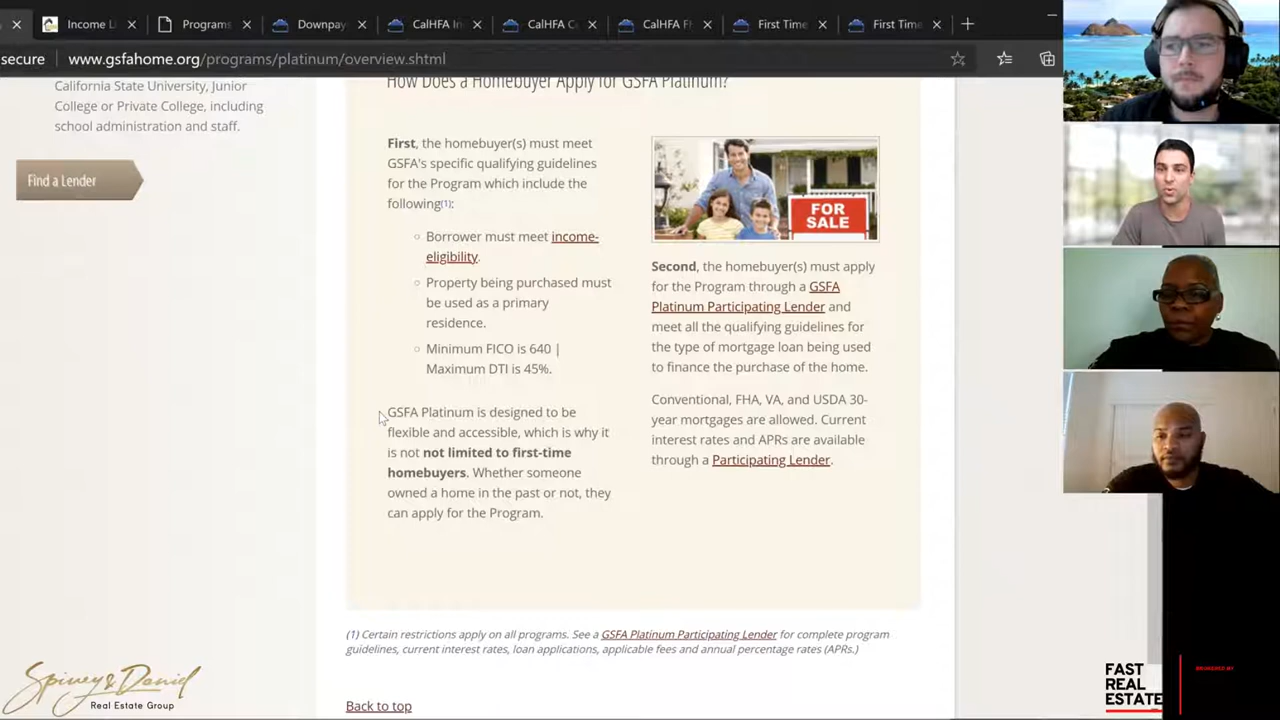 Income Li
Programs
Downpay
CalHFA In
CalHFA C
CalHFA FH
First Time
First Time
secure
www.gsfahome.org/programs/platinum/overview.shtml
California State University, Junior
College or Private College, including
school administration and staff.
Find a Lender
How Does a Homebuyer Apply for GSFA Platinum?
First, the homebuyer(s) must meet
GSFA's specific qualifying guidelines
for the Program which include the
following(1):
Borrower must meet income-
eligibility.
Property being purchased must
be used as a primary
residence.
Minimum FICO is 640 |
Maximum DTI is 45%.
GSFA Platinum is designed to be
flexible and accessible, which is why it
is not not limited to first-time
homebuyers. Whether someone
owned a home in the past or not, they
can apply for the Program.
FOR
SALE
Second, the homebuyer(s) must apply
for the Program through a GSFA
Platinum Participating Lender and
meet all the qualifying guidelines for
the type of mortgage loan being used
to finance the purchase of the home.
Conventional, FHA, VA, and USDA 30-
year mortgages are allowed. Current
interest rates and APRs are available
through a Participating Lender.
(1) Certain restrictions apply on all programs. See a GSFA Platinum Participating Lender for complete program
guidelines, current interest rates, loan applications, applicable fees and annual percentage rates (APRs.)
Back to top
Spivey & Daniel
Real Estate Group
FAST
REAL
ESTATE
BROKERED BY